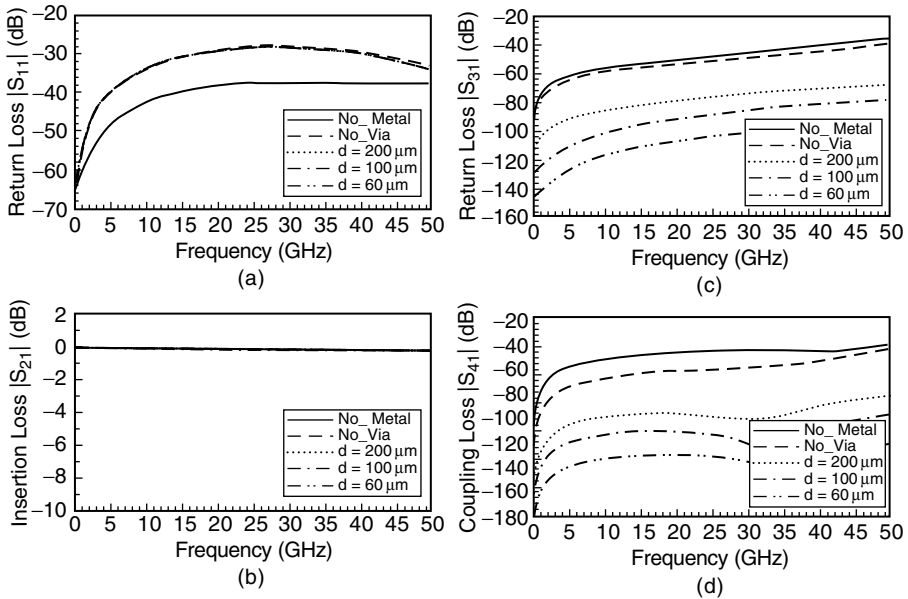 Return Loss |S11| (dB)
−20
−30
−40
−50
−60
−70
No_ Metal
No_Via
d = 200 μm
d = 100 μm
d = 60 μm
0 5 10 15 20 25 30 35 40 45 50
Frequency (GHz)
(a)
Insertion Loss |S21| (dB)
2
0
−2
−4
−6
−8
−10
No_ Metal
No_Via
d = 200 μm
d = 100 μm
d = 60 μm
0 5 10 15 20 25 30 35 40 45 50
Frequency (GHz)
(b)
Return Loss |S31| (dB)
−20
−40
−60
−80
−100
−120
−140
−160
No_ Metal
No_Via
d = 200 μm
d = 100 μm
d = 60 μm
0 5 10 15 20 25 30 35 40 45 50
Frequency (GHz)
(c)
Coupling Loss |S41| (dB)
−20
−40
−60
−80
−100
−120
−140
−160
−180
No_ Metal
No_Via
d = 200 μm
d = 100 μm
d = 60 μm
0 5 10 15 20 25 30 35 40 45 50
Frequency (GHz)
(d)